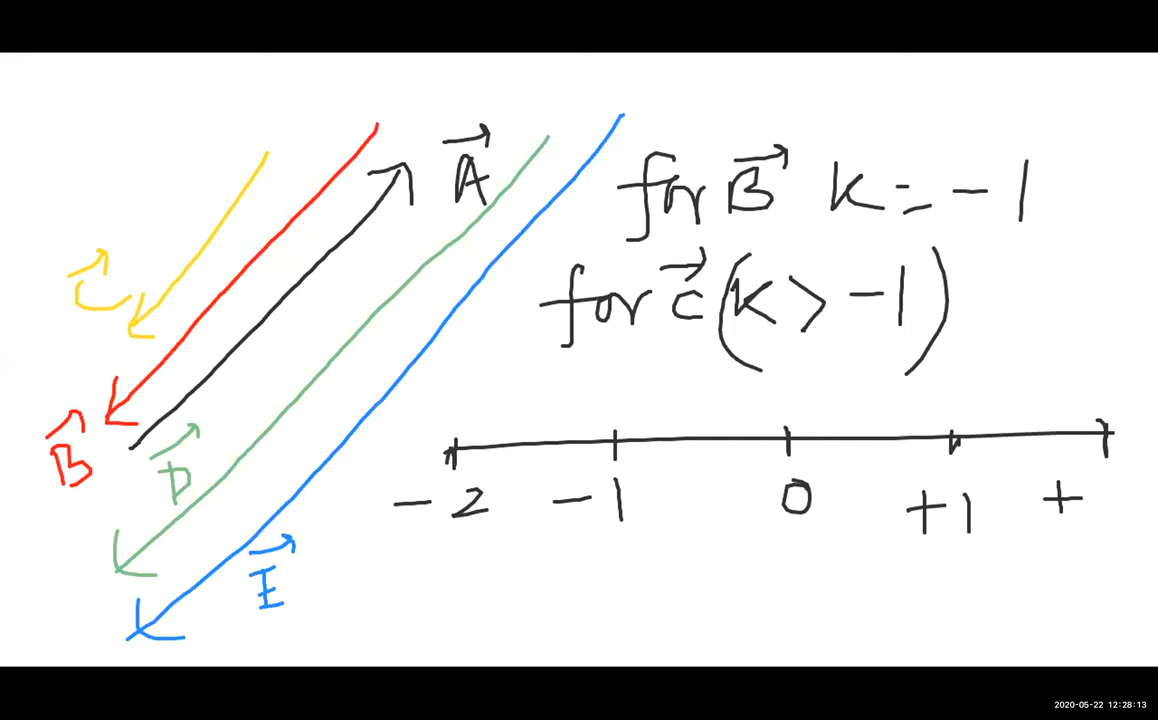 A
for B k = -1
for C (k > -1)
C
B
D
-2 -1 0 +1 +
E
2020-05-22 12:28:13